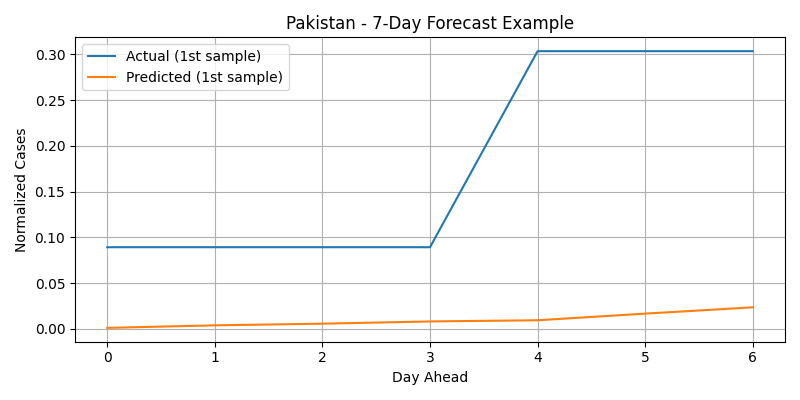 Pakistan - 7-Day Forecast Example
Actual (1st sample)
Predicted (1st sample)
Normalized Cases
0.30
0.25
0.20
0.15
0.10
0.05
0.00
0 1 2 3 4 5 6
Day Ahead